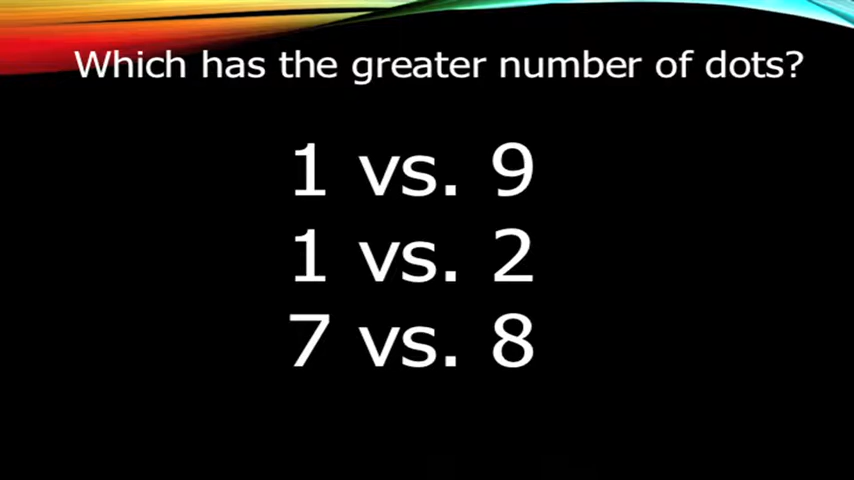 Which has the greater number of dots?
1 vs. 9
1 vs. 2
7 vs. 8